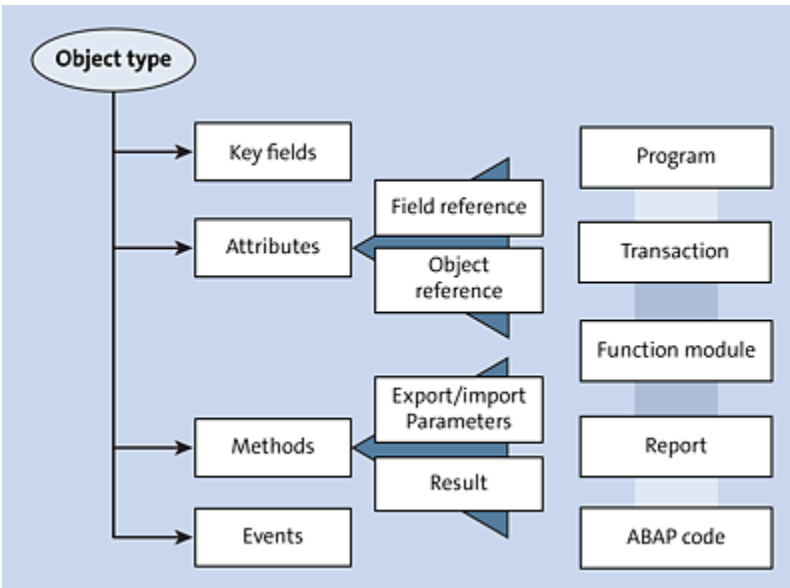 Object type
Key fields
Attributes
Methods
Events
Field reference
Object
reference
Export/import
Parameters
Result
Program
Transaction
Function module
Report
ABAP code